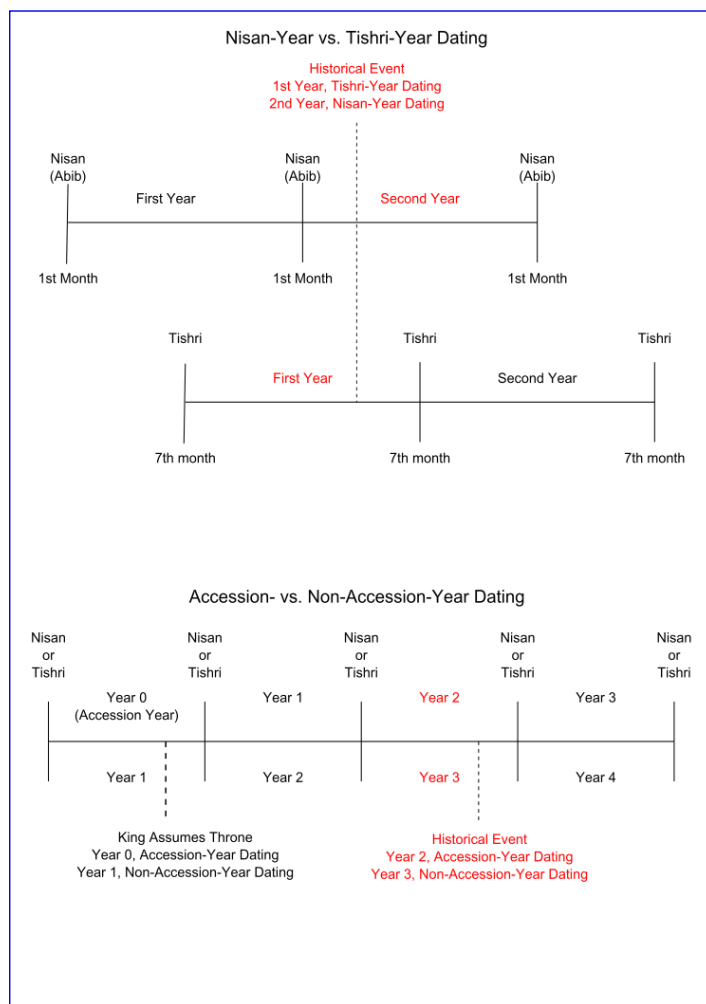 Nisan-Year vs. Tishri-Year Dating
Historical Event
1st Year, Tishri-Year Dating
2nd Year, Nisan-Year Dating
Nisan
(Abib)
Nisan
(Abib)
Nisan
(Abib)
First Year
Second Year
1st Month
1st Month
1st Month
Tishri
Tishri
Tishri
First Year
Second Year
7th month
7th month
7th month
Accession- vs. Non-Accession-Year Dating
Nisan
or
Tishri
Nisan
or
Tishri
Nisan
or
Tishri
Nisan
or
Tishri
Nisan
or
Tishri
Year 0
(Accession Year)
Year 1
Year 2
Year 3
Year 1
Year 2
Year 3
Year 4
King Assumes Throne
Year 0, Accession-Year Dating
Year 1, Non-Accession-Year Dating
Historical Event
Year 2, Accession-Year Dating
Year 3, Non-Accession-Year Dating